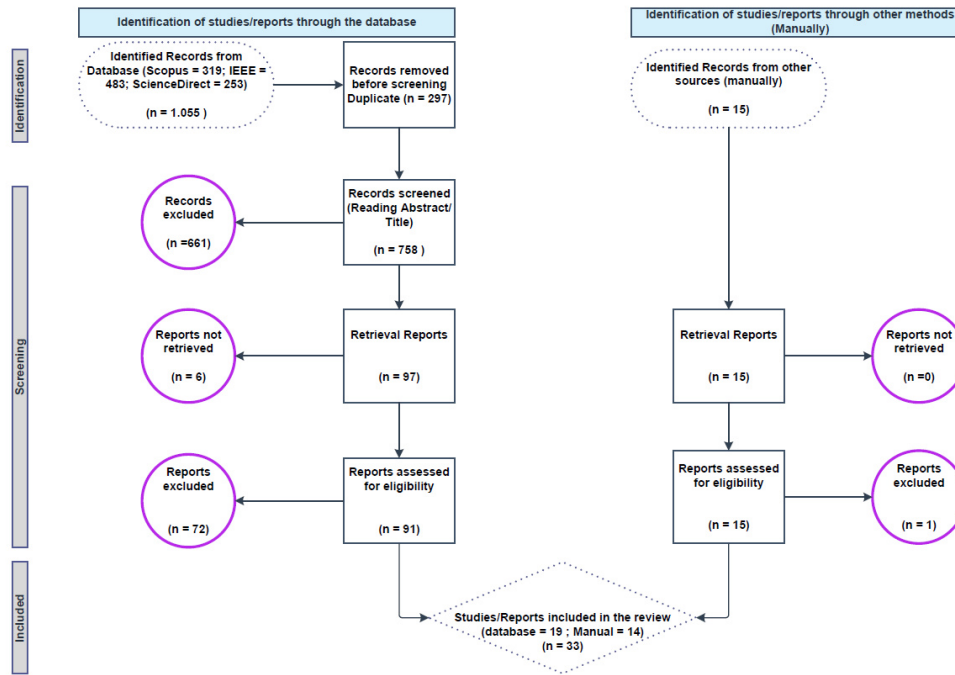 Identification of studies/reports through the database
Identification of studies/reports through other methods
(Manually)
Identification
Identified Records from
Database (Scopus = 319; IEEE =
483; ScienceDirect = 253)
(n = 1.055 )
Records removed
before screening
Duplicate (n = 297)
Identified Records from other
sources (manually)
(n = 15)
Screening
Records
excluded
(n =661)
Records screened
(Reading Abstract/
Title)
(n = 758 )
Reports not
retrieved
(n = 6)
Retrieval Reports
(n = 97)
Retrieval Reports
(n = 15)
Reports not
retrieved
(n =0)
Reports
excluded
(n = 72)
Reports assessed
for eligibility
(n = 91)
Reports assessed
for eligibility
(n = 15)
Reports
excluded
(n = 1)
Included
Studies/Reports included in the review
(database = 19 ; Manual = 14)
(n = 33)